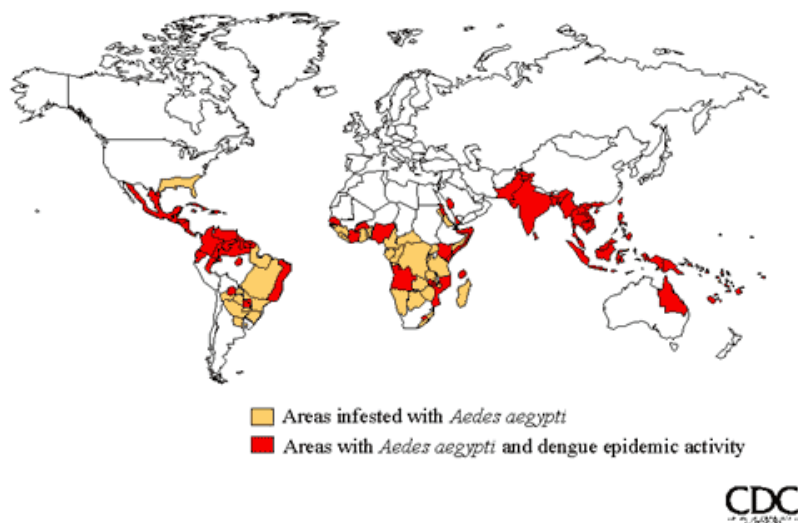 Areas infested with Aedes aegypti
Areas with Aedes aegypti and dengue epidemic activity
CDC